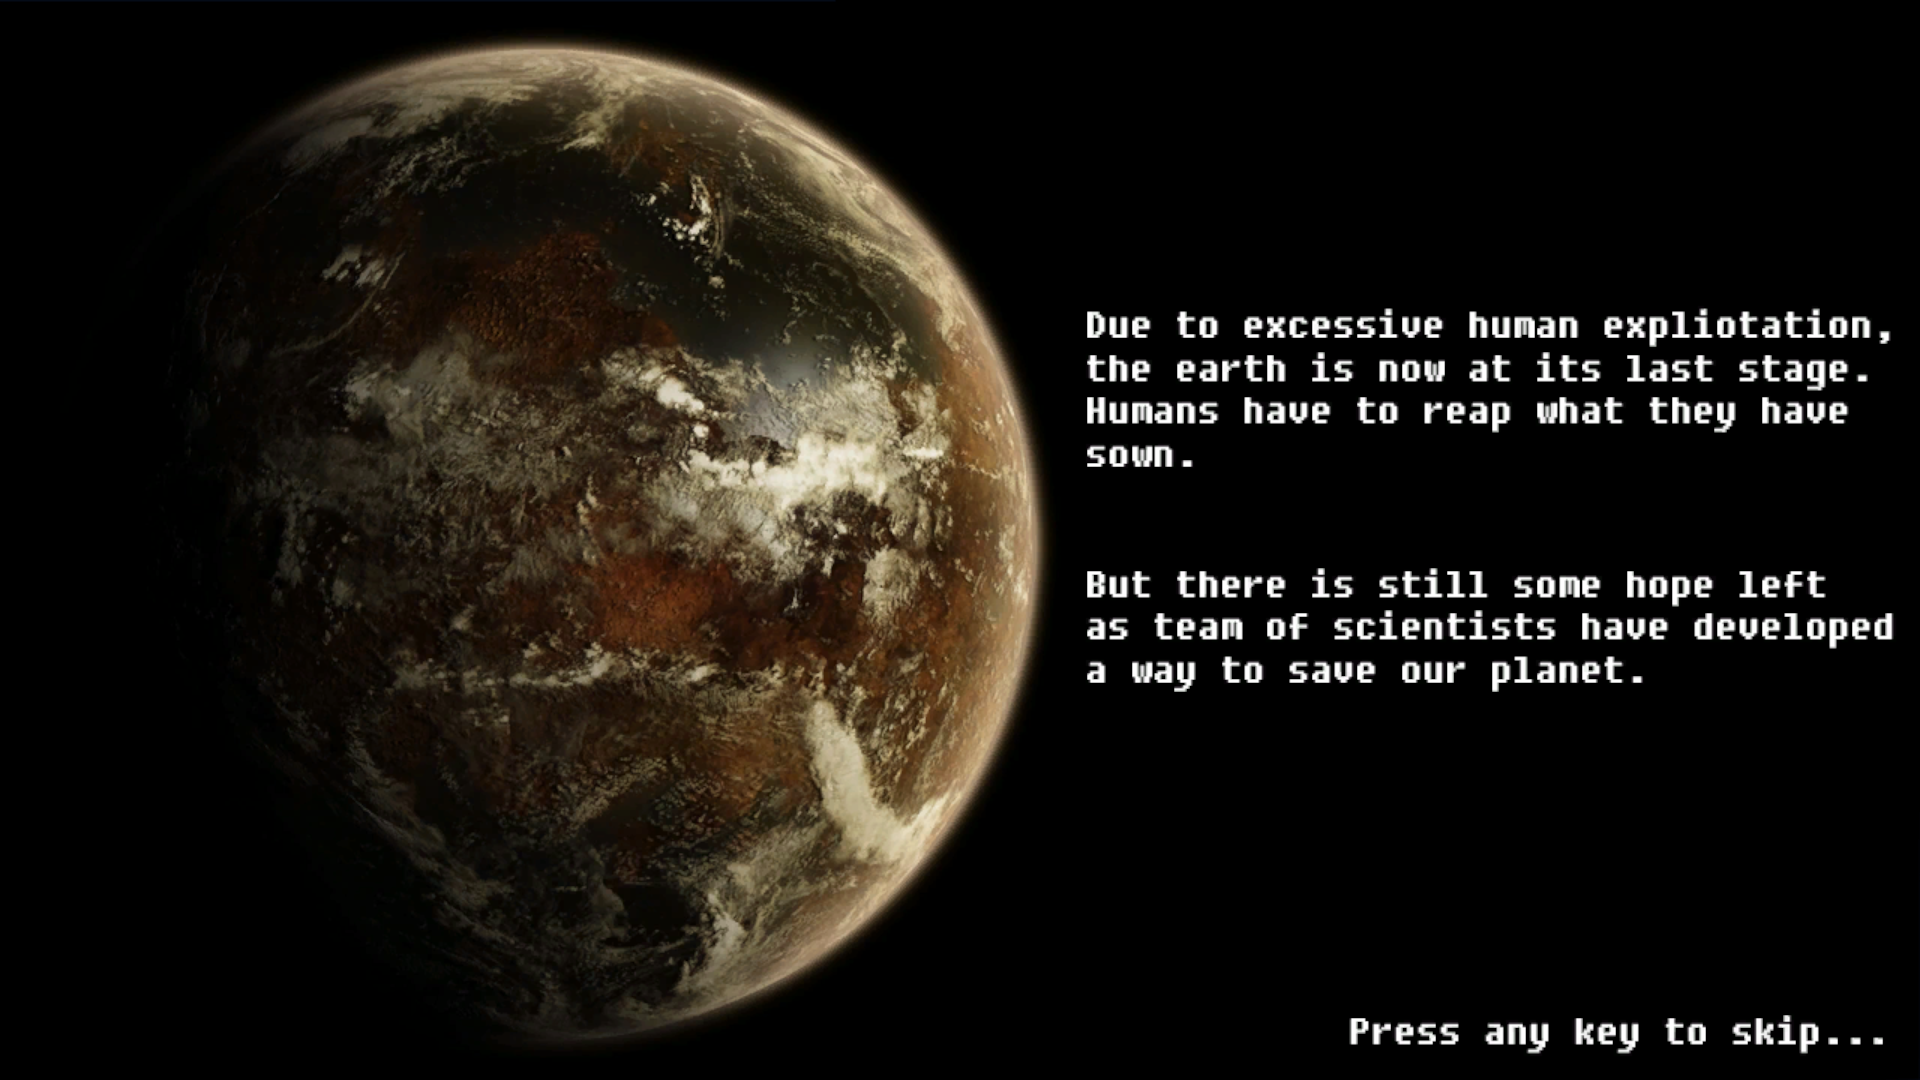 Due to excessive human expliotation,
the earth is now at its last stage.
Humans have to reap what they have
sown.
But there is still some hope left
as team of scientists have developed
a way to save our planet.
Press any key to skip...